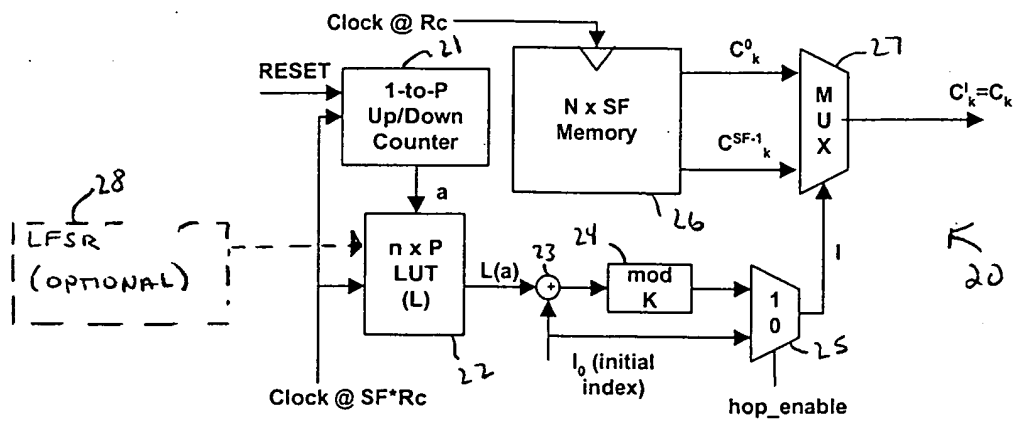 Clock @ Rc
21
RESET
1-to-P
Up/Down
Counter
a
N x SF
Memory
26
C⁰ₖ
C^SF-1ₖ
27
M
U
X
Cᴵₖ=Cₖ
28
LFSR
(OPTIONAL)
n x P
LUT
(L)
22
L(a)
23
+
24
mod
K
1
0
25
I
20
I₀ (initial
index)
Clock @ SF*Rc
hop_enable